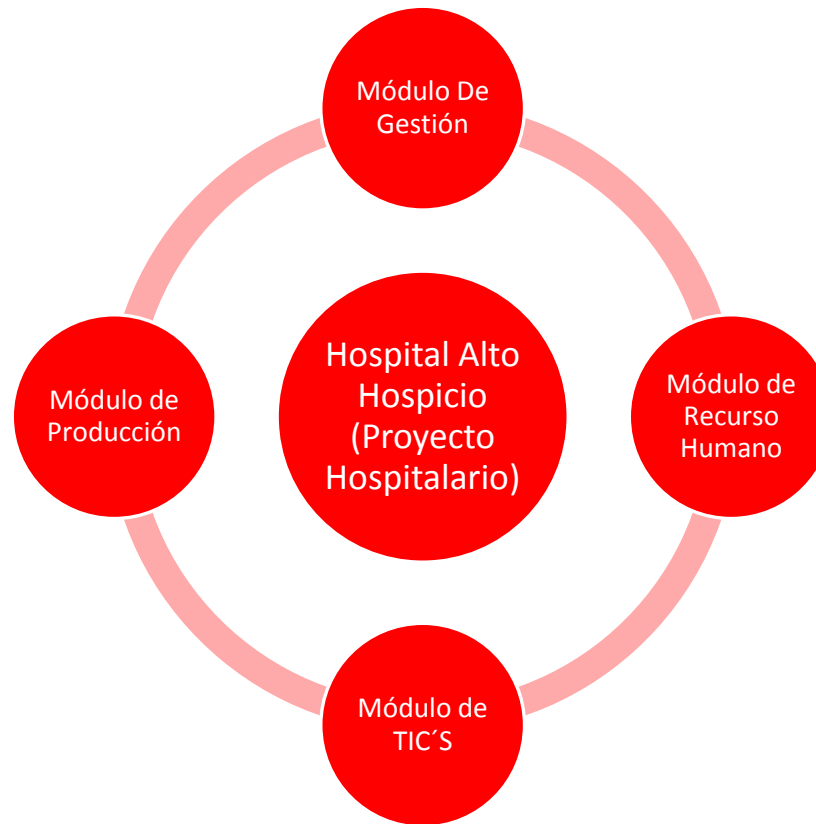 Módulo De
Gestión
Hospital Alto
Hospicio
(Proyecto
Hospitalario)
Módulo de
Producción
Módulo de
Recurso
Humano
Módulo de
TIC´S